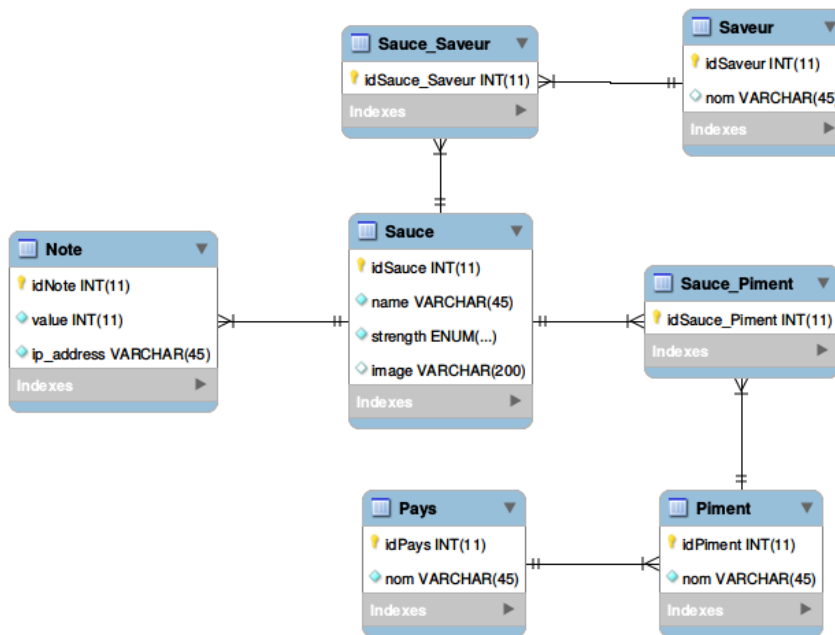 Sauce_Saveur
idSauce_Saveur INT(11)
Indexes
Saveur
idSaveur INT(11)
nom VARCHAR(45)
Indexes
Note
idNote INT(11)
value INT(11)
ip_address VARCHAR(45)
Indexes
Sauce
idSauce INT(11)
name VARCHAR(45)
strength ENUM(...)
image VARCHAR(200)
Indexes
Sauce_Piment
idSauce_Piment INT(11)
Indexes
Pays
idPays INT(11)
nom VARCHAR(45)
Indexes
Piment
idPiment INT(11)
nom VARCHAR(45)
Indexes